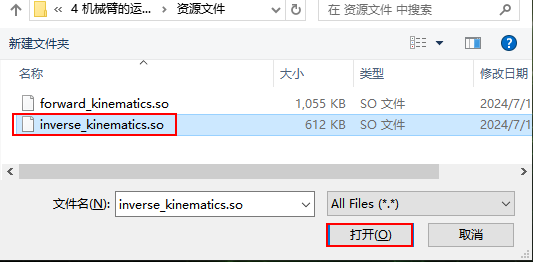 « 4 机械臂的运... › 资源文件
在 资源文件 中搜索
新建文件夹
名称 大小 类型 修改日期
forward_kinematics.so 1,055 KB SO 文件 2024/7/1
inverse_kinematics.so 612 KB SO 文件 2024/7/1
文件名(N): inverse_kinematics.so All Files (*.*)
打开(O) 取消